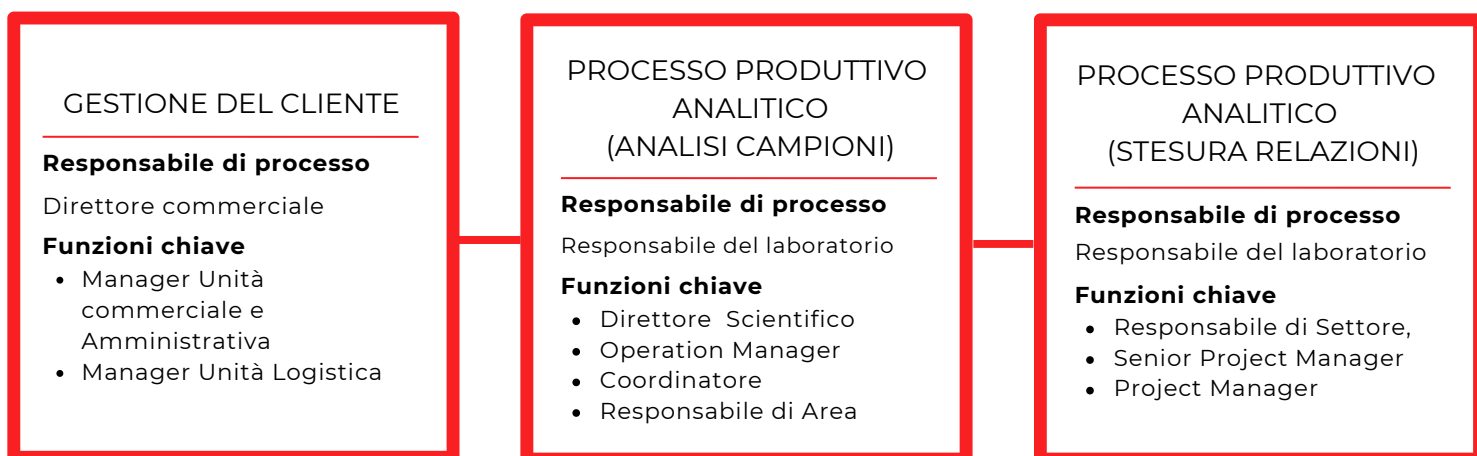 GESTIONE DEL CLIENTE
Responsabile di processo
Direttore commerciale
Funzioni chiave
• Manager Unità
commerciale e
Amministrativa
• Manager Unità Logistica
PROCESSO PRODUTTIVO
ANALITICO
(ANALISI CAMPIONI)
Responsabile di processo
Responsabile del laboratorio
Funzioni chiave
• Direttore Scientifico
• Operation Manager
• Coordinatore
• Responsabile di Area
PROCESSO PRODUTTIVO
ANALITICO
(STESURA RELAZIONI)
Responsabile di processo
Responsabile del laboratorio
Funzioni chiave
• Responsabile di Settore,
• Senior Project Manager
• Project Manager